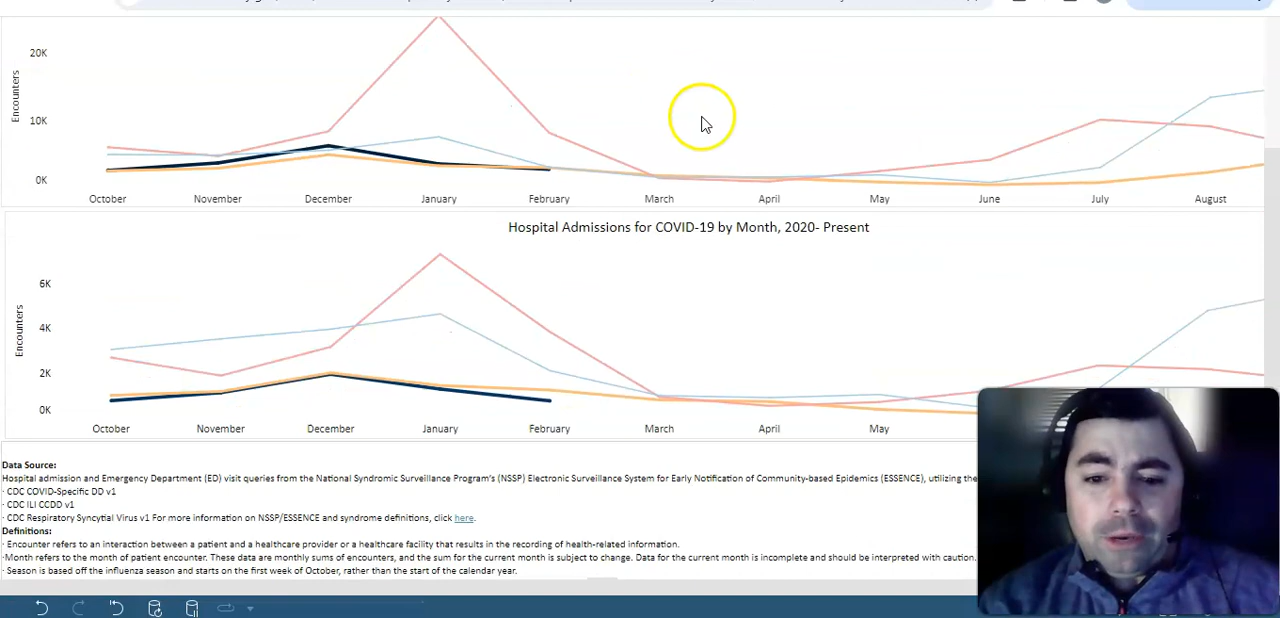 20K
Encounters
10K
0K
October November December January February March April May June July August
Hospital Admissions for COVID-19 by Month, 2020- Present
6K
Encounters
4K
2K
0K
October November December January February March April May
Data Source:
Hospital admission and Emergency Department (ED) visit queries from the National Syndromic Surveillance Program's (NSSP) Electronic Surveillance System for Early Notification of Community-based Epidemics (ESSENCE), utilizing the
· CDC COVID-Specific DD v1
· CDC ILI CCDD v1
· CDC Respiratory Syncytial Virus v1 For more information on NSSP/ESSENCE and syndrome definitions, click here.
Definitions:
· Encounter refers to an interaction between a patient and a healthcare provider or a healthcare facility that results in the recording of health-related information.
·Month refers to the month of patient encounter. These data are monthly sums of encounters, and the sum for the current month is subject to change. Data for the current month is incomplete and should be interpreted with caution.
· Season is based off the influenza season and starts on the first week of October, rather than the start of the calendar year.